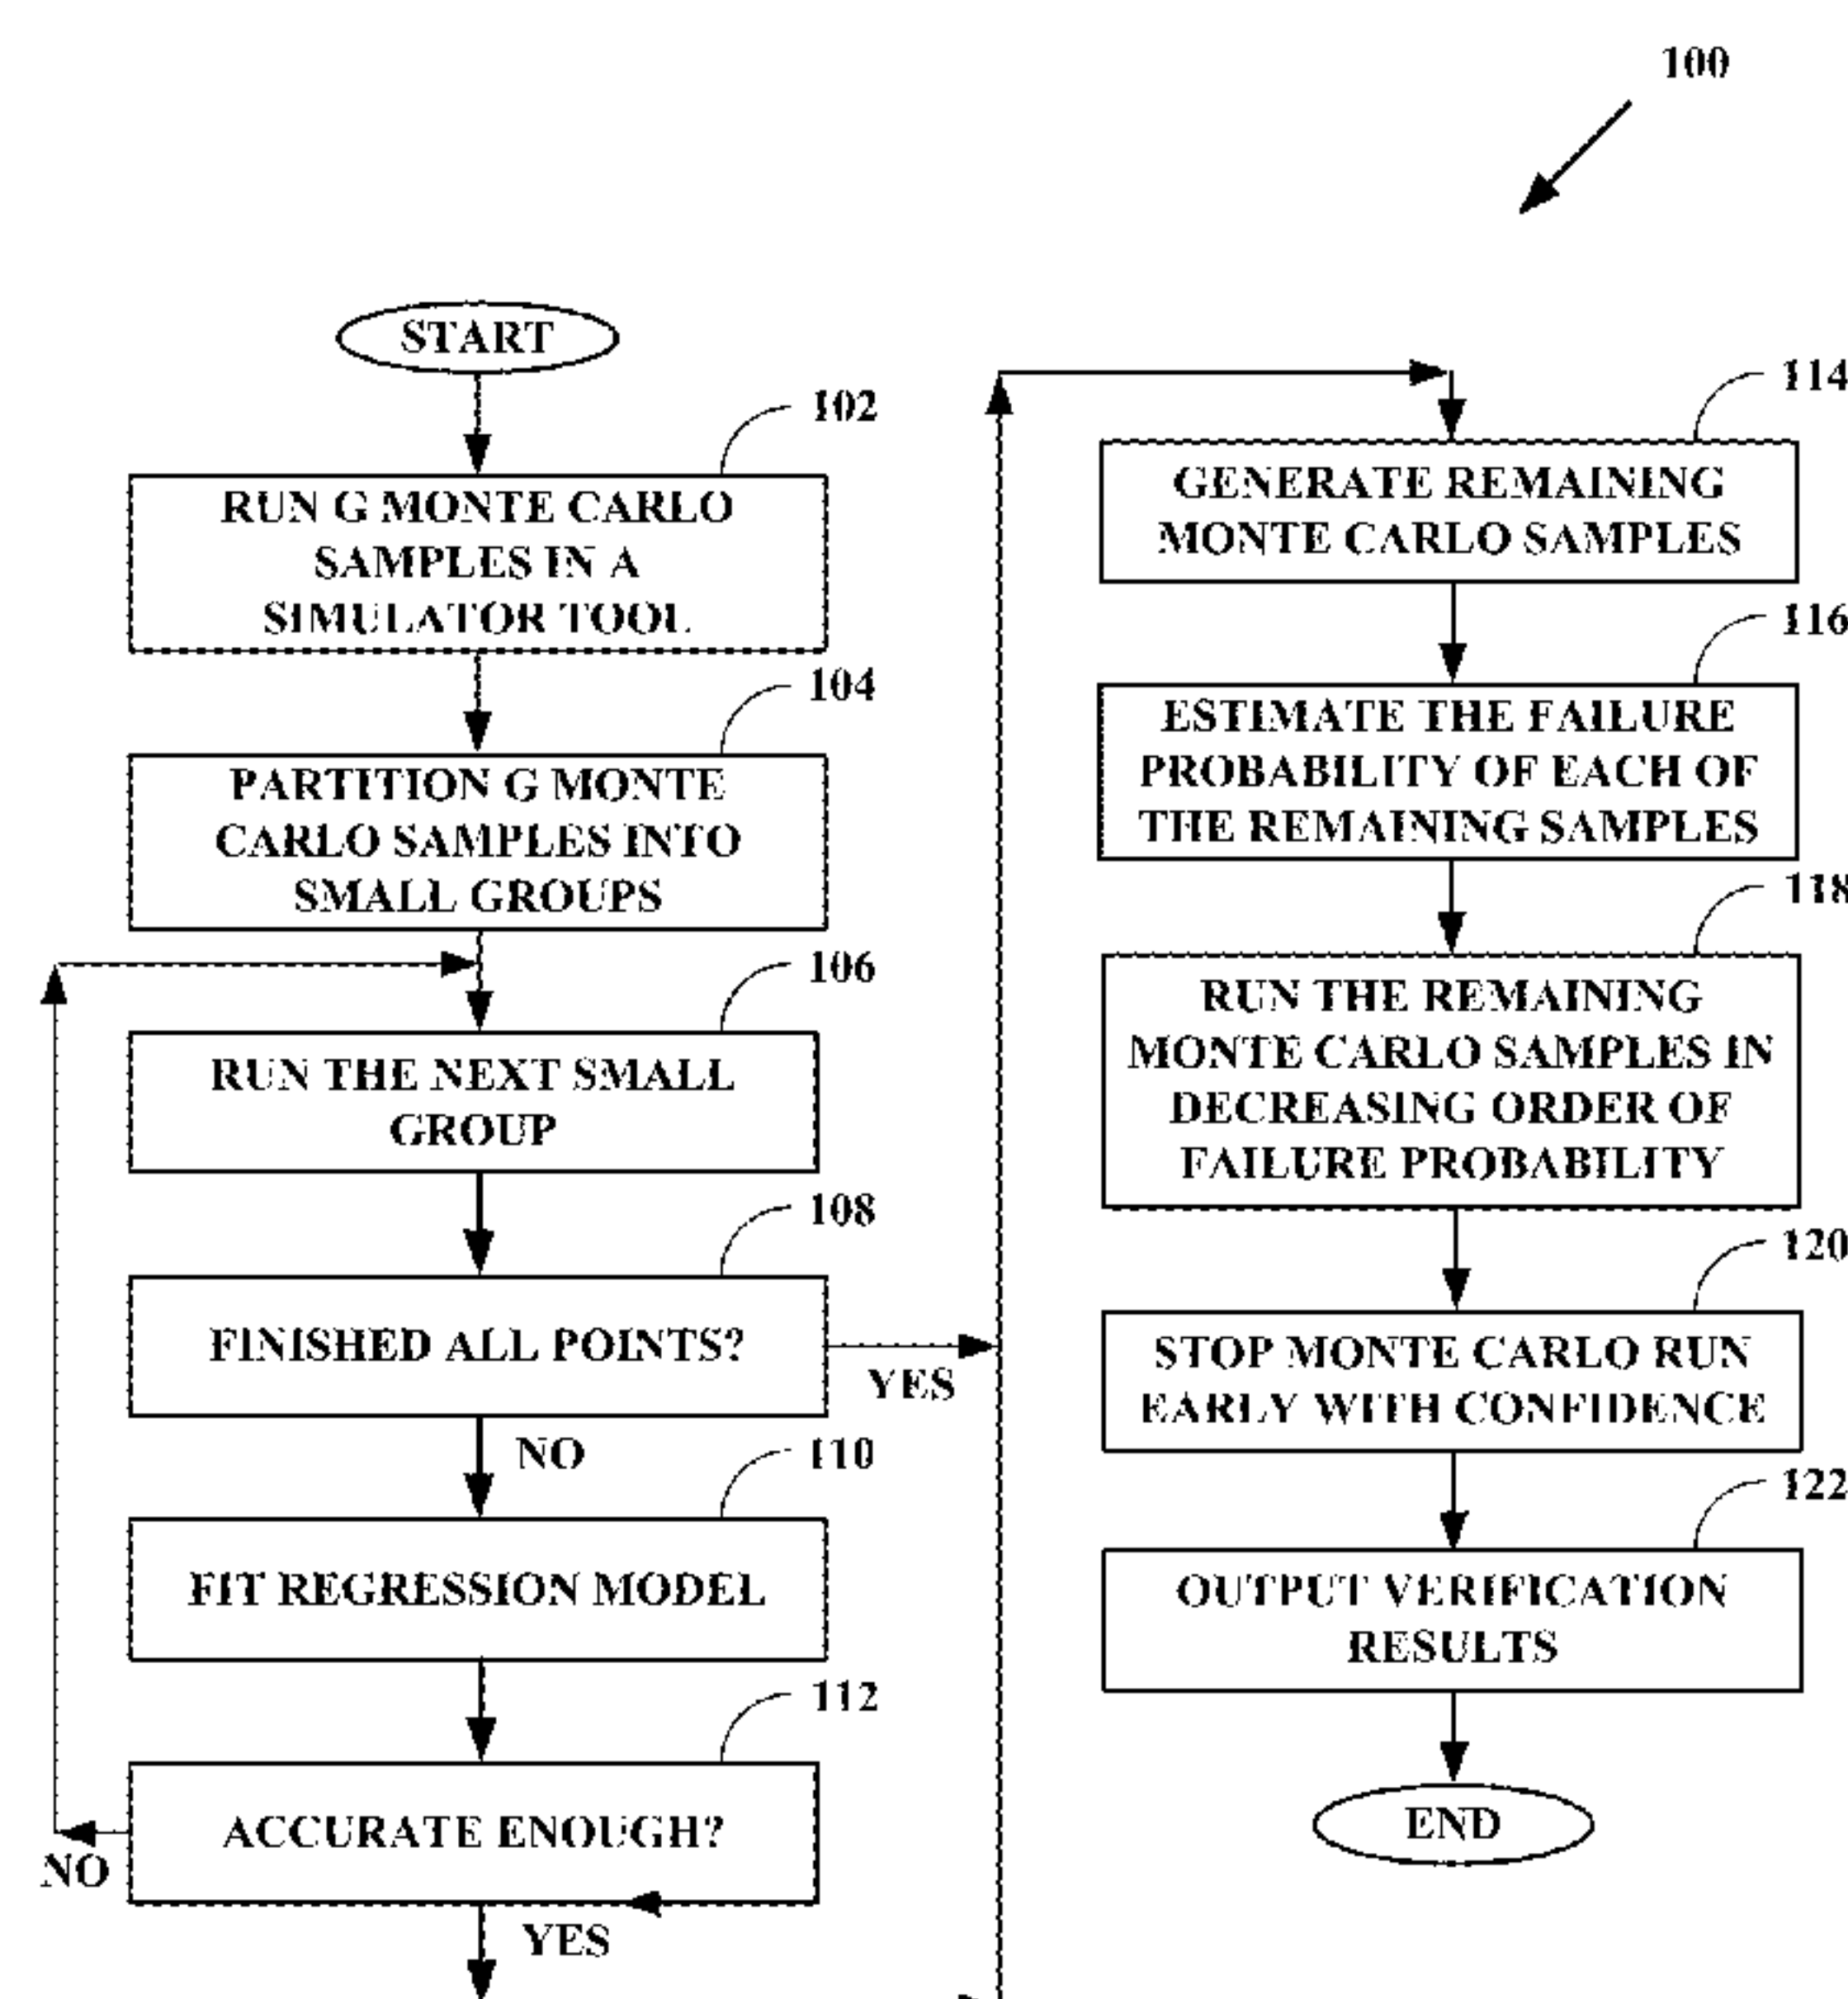 100
START
102
RUN G MONTE CARLO
SAMPLES IN A
SIMULATOR TOOL
104
PARTITION G MONTE
CARLO SAMPLES INTO
SMALL GROUPS
106
RUN THE NEXT SMALL
GROUP
108
FINISHED ALL POINTS?
YES
NO
110
FIT REGRESSION MODEL
112
ACCURATE ENOUGH?
NO
YES
114
GENERATE REMAINING
MONTE CARLO SAMPLES
116
ESTIMATE THE FAILURE
PROBABILITY OF EACH OF
THE REMAINING SAMPLES
118
RUN THE REMAINING
MONTE CARLO SAMPLES IN
DECREASING ORDER OF
FAILURE PROBABILITY
120
STOP MONTE CARLO RUN
EARLY WITH CONFIDENCE
122
OUTPUT VERIFICATION
RESULTS
END